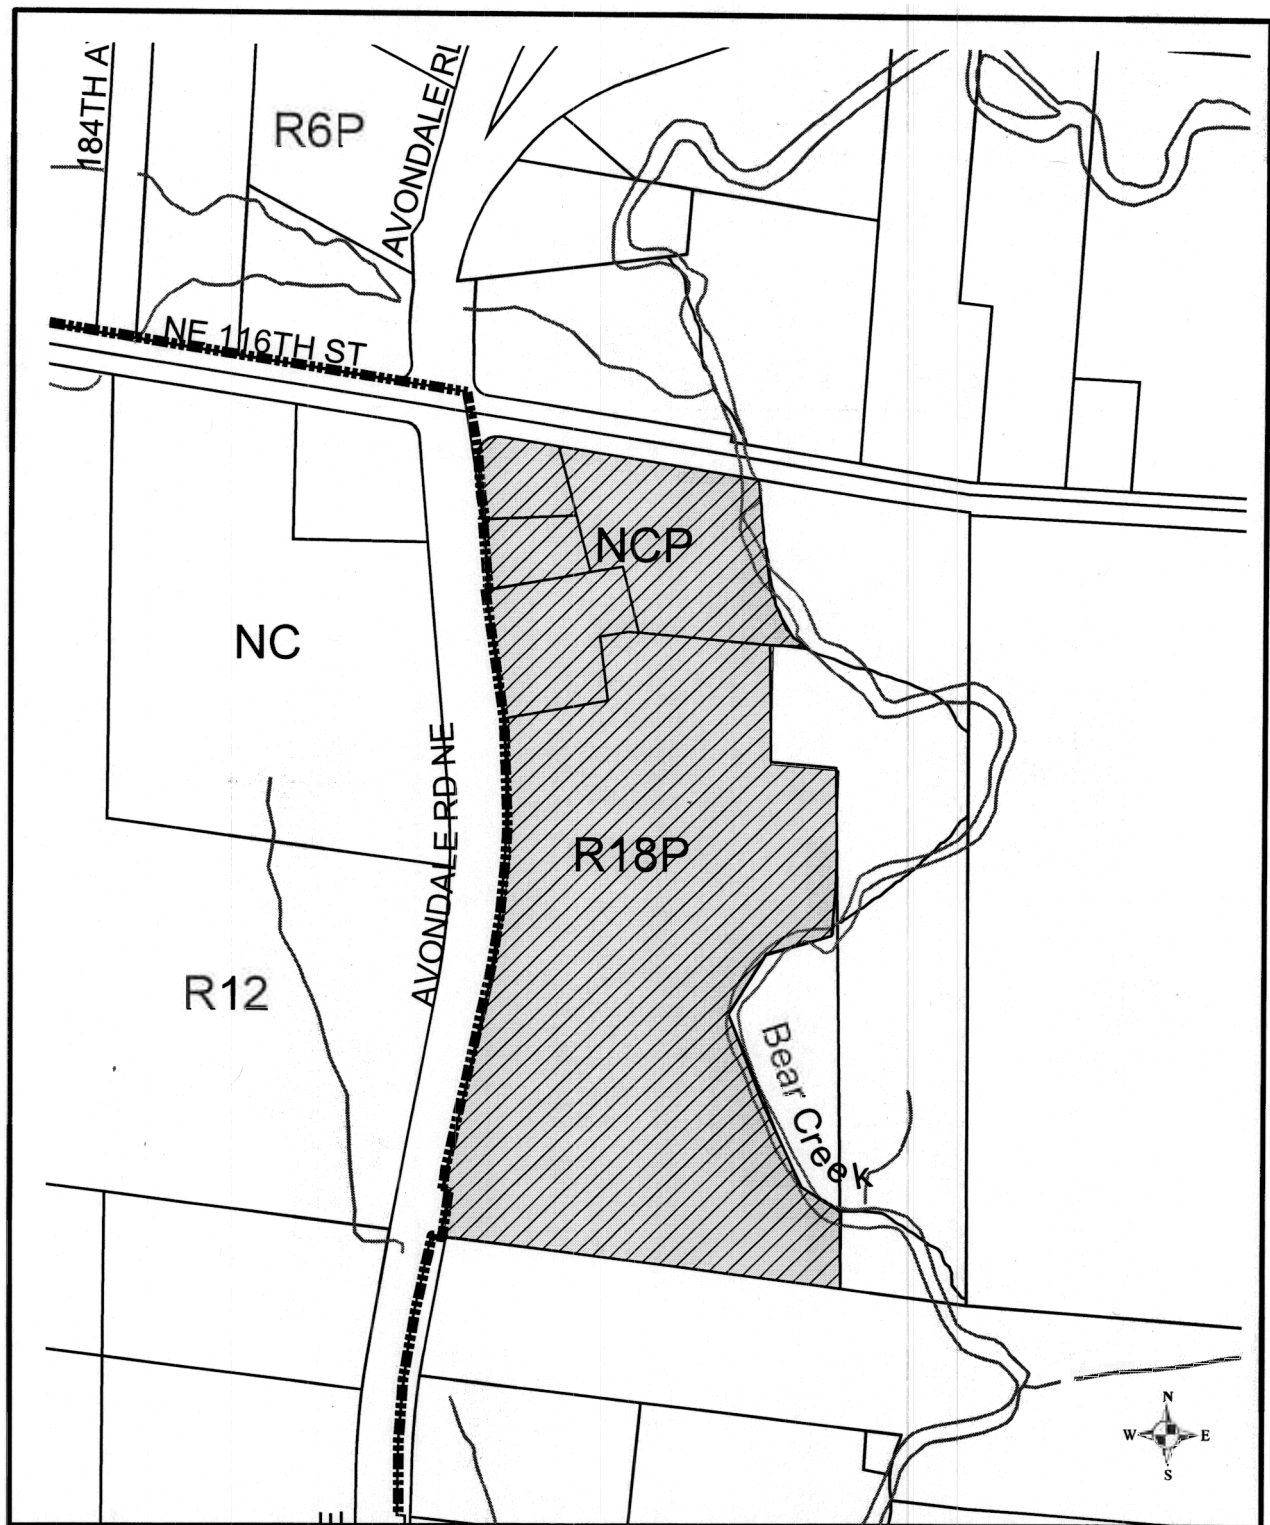 184TH A
R6P
AVONDALE RD
NE 116TH ST
NCP
NC
AVONDALE RD NE
R18P
R12
Bear Creek
N
W E
S
E